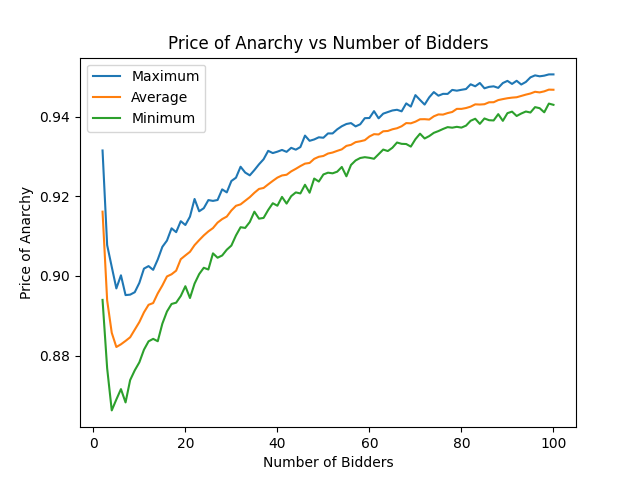 Price of Anarchy vs Number of Bidders
Maximum
Average
Minimum
Price of Anarchy
0.94
0.92
0.90
0.88
0
20
40
60
80
100
Number of Bidders